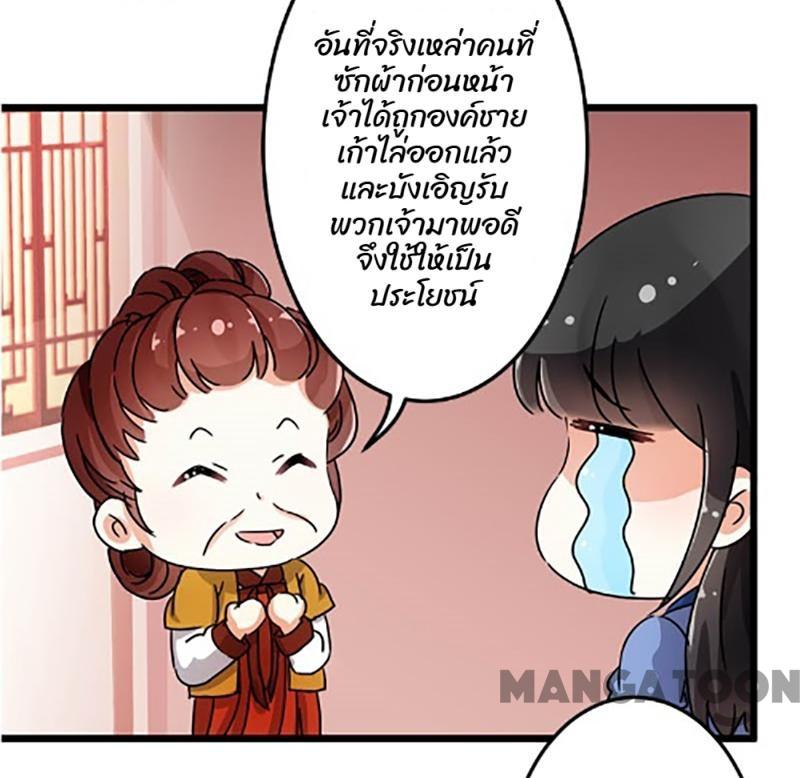 อันที่จริงเหล่าคนที่
ซักผ้าก่อนหน้า
เจ้าได้ถูกองค์ชาย
เก้าไล่ออกแล้ว
และบังเอิญรับ
พวกเจ้ามาพอดี
จึงใช้ให้เป็น
ประโยชน์
MANGATOON